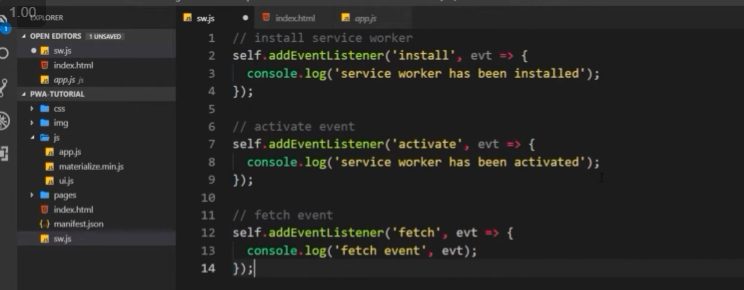 1.00
EXPLORER
OPEN EDITORS 1 UNSAVED
sw.js
index.html
app.js js
PWA-TUTORIAL
css
img
js
app.js
materialize.min.js
ui.js
pages
index.html
manifest.json
sw.js
sw.js index.html app.js
1 // install service worker
2 self.addEventListener('install', evt => {
3 console.log('service worker has been installed');
4 });
5
6 // activate event
7 self.addEventListener('activate', evt => {
8 console.log('service worker has been activated');
9 });
10
11 // fetch event
12 self.addEventListener('fetch', evt => {
13 console.log('fetch event', evt);
14 });